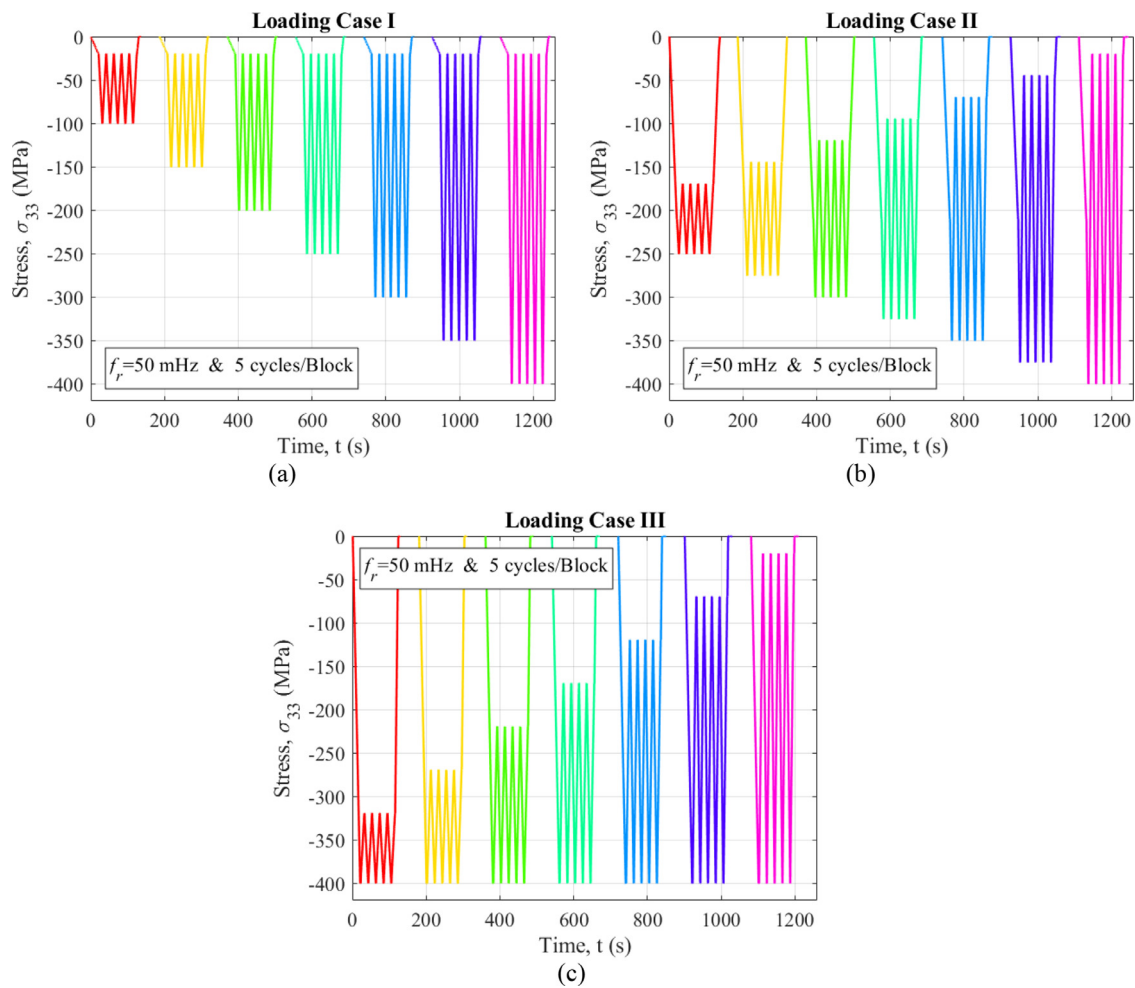 Loading Case I
0
-50
-100
-150
-200
-250
-300
-350
-400
Stress, σ33 (MPa)
fr=50 mHz & 5 cycles/Block
0 200 400 600 800 1000 1200
Time, t (s)
(a)
Loading Case II
0
-50
-100
-150
-200
-250
-300
-350
-400
Stress, σ33 (MPa)
fr=50 mHz & 5 cycles/Block
0 200 400 600 800 1000 1200
Time, t (s)
(b)
Loading Case III
fr=50 mHz & 5 cycles/Block
0
-50
-100
-150
-200
-250
-300
-350
-400
Stress, σ33 (MPa)
0 200 400 600 800 1000 1200
Time, t (s)
(c)